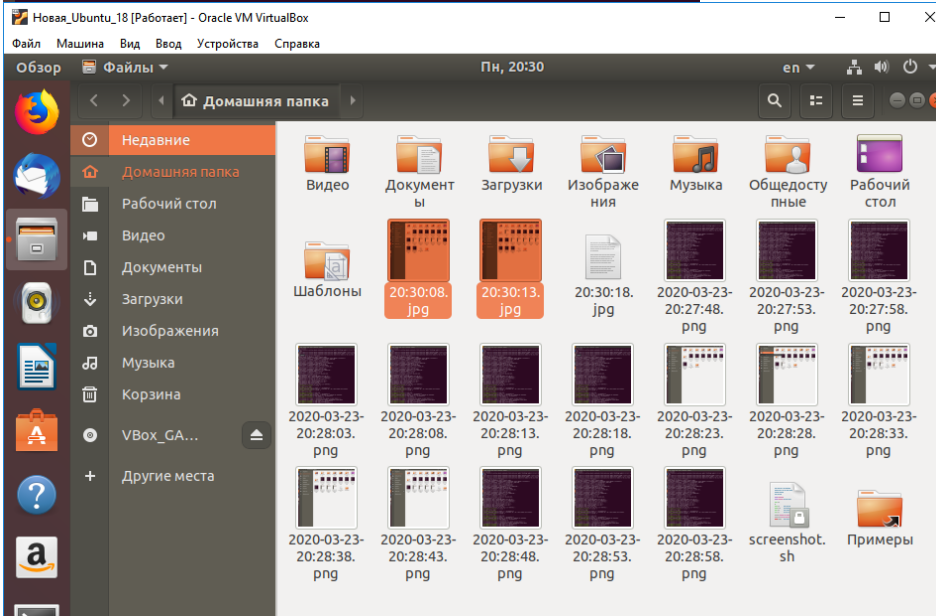 Новая_Ubuntu_18 [Работает] - Oracle VM VirtualBox
Файл Машина Вид Ввод Устройства Справка
Обзор Файлы Пн, 20:30 en
Домашняя папка
Недавние
Домашняя папка
Рабочий стол
Видео
Документы
Загрузки
Изображения
Музыка
Корзина
VBox_GA...
Другие места
Видео Документ Загрузки Изображе Музыка Общедосту Рабочий
ы ния пные стол
Шаблоны 20:30:08. 20:30:13. 20:30:18. 2020-03-23- 2020-03-23- 2020-03-23-
jpg jpg jpg 20:27:48. 20:27:53. 20:27:58.
png png png
2020-03-23- 2020-03-23- 2020-03-23- 2020-03-23- 2020-03-23- 2020-03-23- 2020-03-23-
20:28:03. 20:28:08. 20:28:13. 20:28:18. 20:28:23. 20:28:28. 20:28:33.
png png png png png png png
2020-03-23- 2020-03-23- 2020-03-23- 2020-03-23- 2020-03-23- screenshot. Примеры
20:28:38. 20:28:43. 20:28:48. 20:28:53. 20:28:58. sh
png png png png png